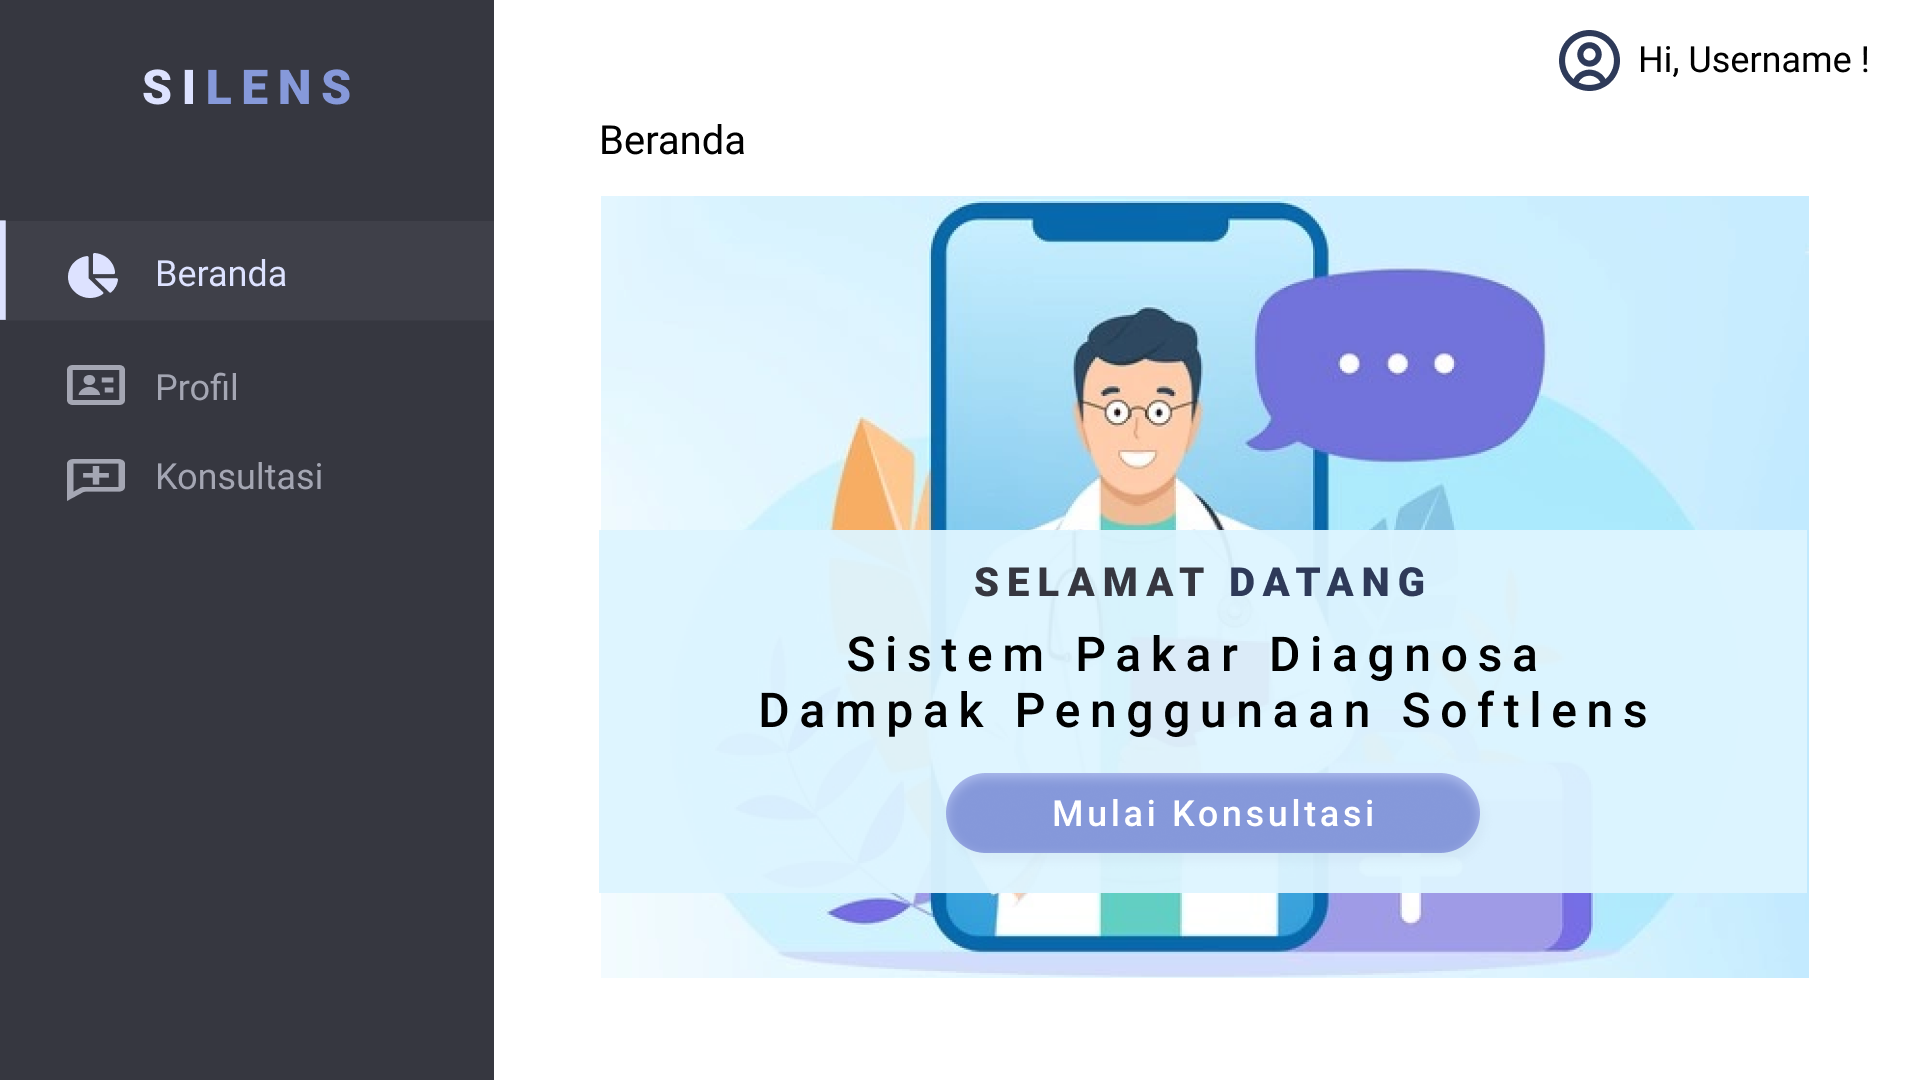 SILENS
Hi, Username !
Beranda
Profil
Konsultasi
Beranda
SELAMAT DATANG
Sistem Pakar Diagnosa
Dampak Penggunaan Softlens
Mulai Konsultasi